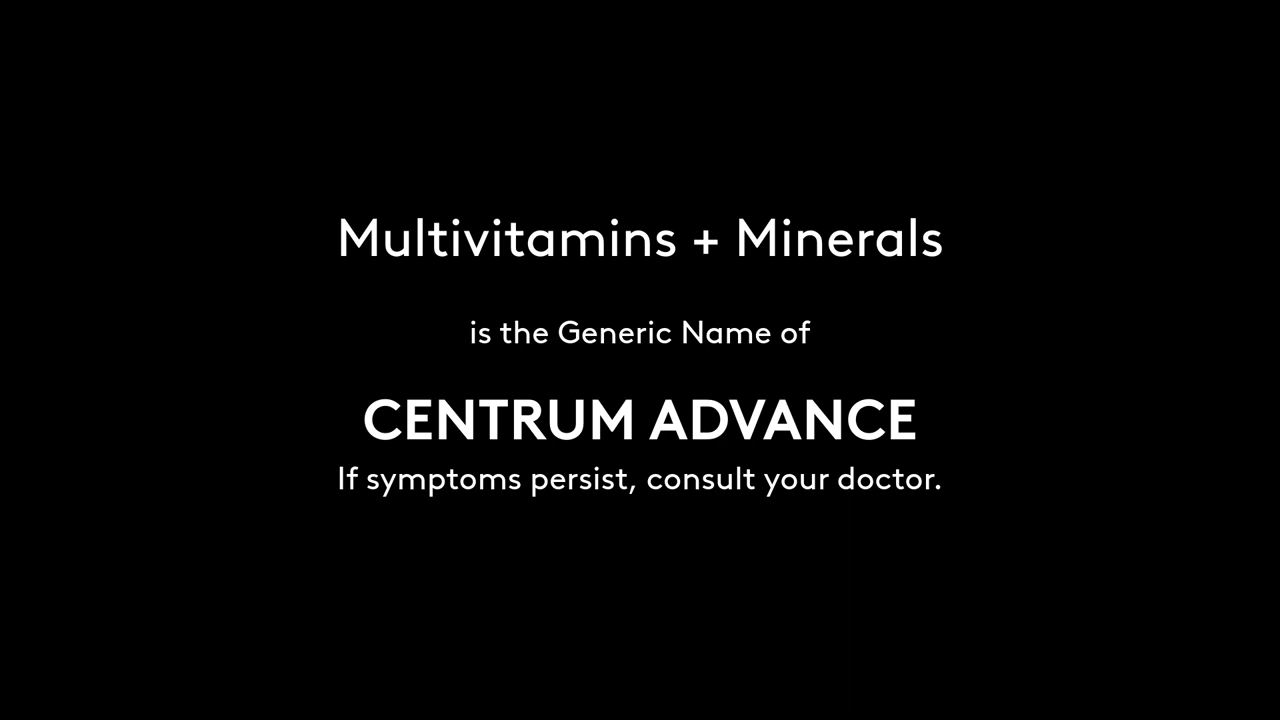 Multivitamins + Minerals
is the Generic Name of
CENTRUM ADVANCE
If symptoms persist, consult your doctor.